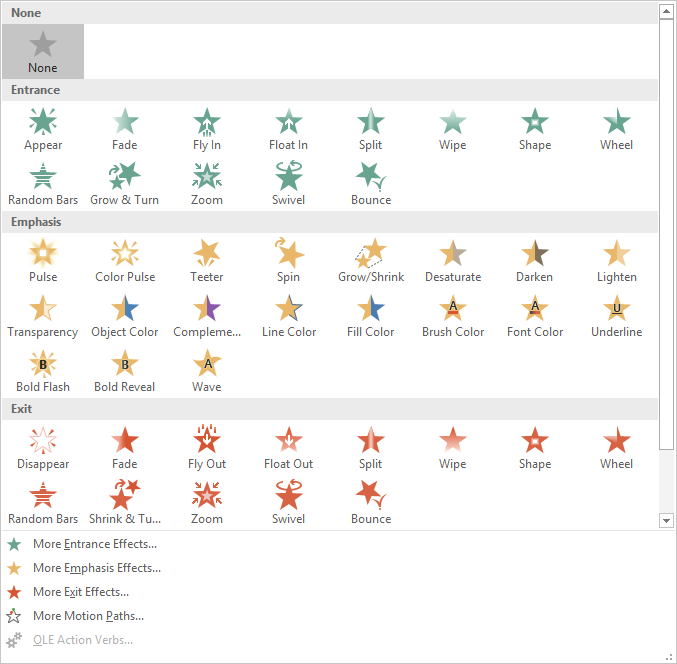 None
None
Entrance
Appear Fade Fly In Float In Split Wipe Shape Wheel
Random Bars Grow & Turn Zoom Swivel Bounce
Emphasis
Pulse Color Pulse Teeter Spin Grow/Shrink Desaturate Darken Lighten
Transparency Object Color Compleme... Line Color Fill Color Brush Color Font Color Underline
Bold Flash Bold Reveal Wave
Exit
Disappear Fade Fly Out Float Out Split Wipe Shape Wheel
Random Bars Shrink & Tu... Zoom Swivel Bounce
More Entrance Effects...
More Emphasis Effects...
More Exit Effects...
More Motion Paths...
OLE Action Verbs...